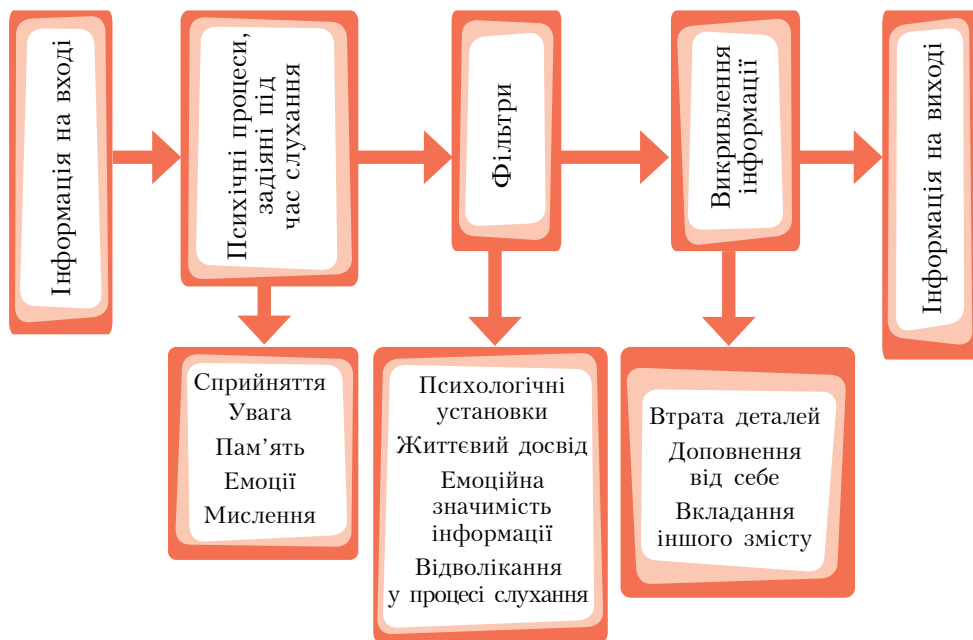 Інформація на вході
Психічні процеси,
задіяні під
час слухання
Фільтри
Викривлення
інформації
Інформація на виході
Сприйняття
Увага
Пам’ять
Емоції
Мислення
Психологічні
установки
Життєвий досвід
Емоційна
значимість
інформації
Відволікання
у процесі слухання
Втрата деталей
Доповнення
від себе
Вкладання
іншого змісту